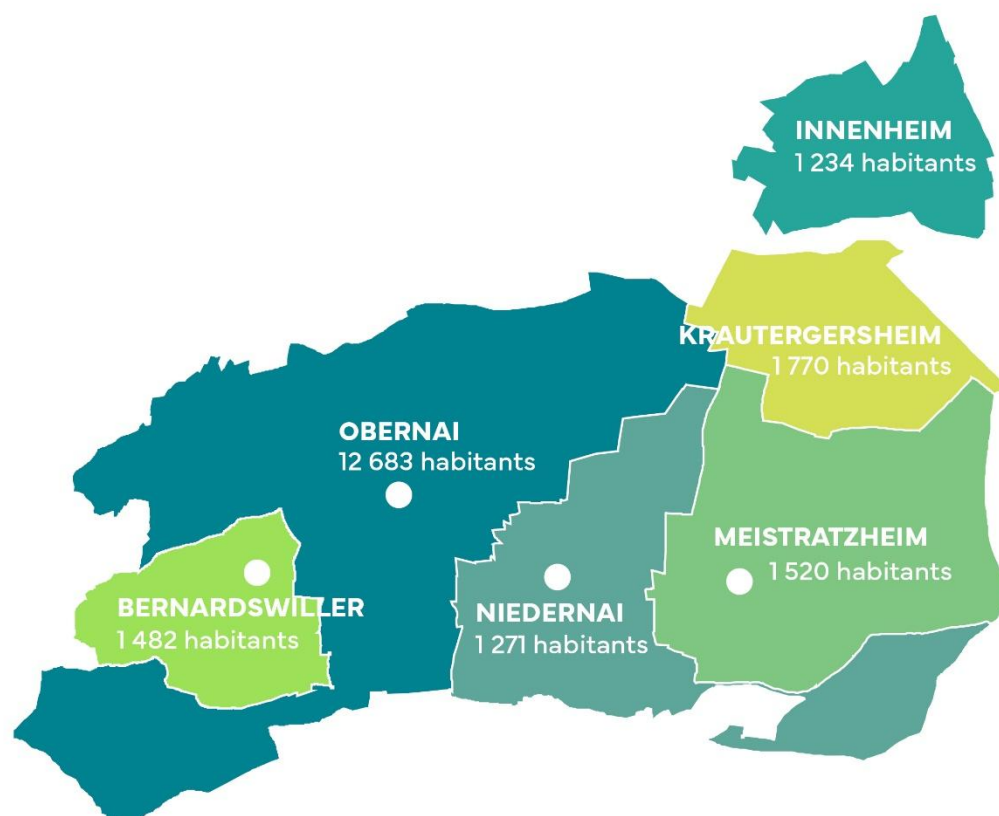 INNENHEIM
1 234 habitants
KRAUTERGERSHEIM
1 770 habitants
OBERNAI
12 683 habitants
MEISTRATZHEIM
1 520 habitants
BERNARDSWILLER
1 482 habitants
NIEDERNAI
1 271 habitants